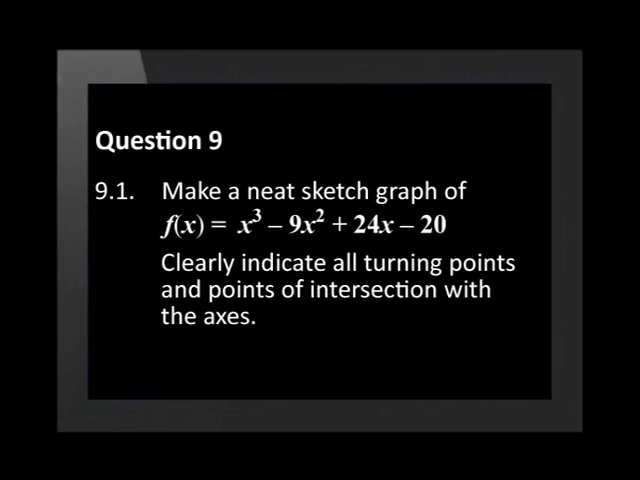 Question 9
9.1. Make a neat sketch graph of
f(x) = x³ – 9x² + 24x – 20
Clearly indicate all turning points
and points of intersection with
the axes.